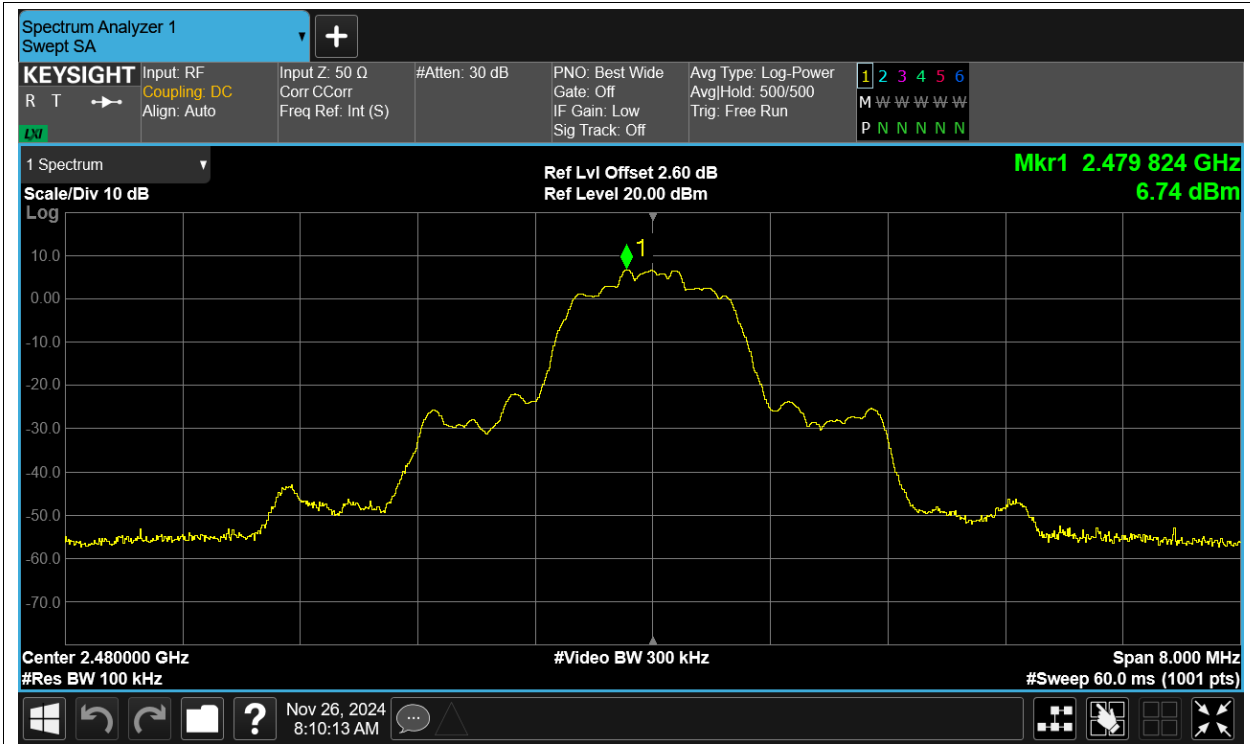 Spectrum Analyzer 1
Swept SA
+
KEYSIGHT
R T
LXI
Input: RF
Coupling: DC
Align: Auto
Input Z: 50 Ω
Corr CCorr
Freq Ref: Int (S)
#Atten: 30 dB
PNO: Best Wide
Gate: Off
IF Gain: Low
Sig Track: Off
Avg Type: Log-Power
Avg|Hold: 500/500
Trig: Free Run
1 2 3 4 5 6
M W W W W W
P N N N N N
1 Spectrum
Scale/Div 10 dB
Log
Ref Lvl Offset 2.60 dB
Ref Level 20.00 dBm
Mkr1 2.479 824 GHz
6.74 dBm
1
10.0
0.00
-10.0
-20.0
-30.0
-40.0
-50.0
-60.0
-70.0
Center 2.480000 GHz
#Video BW 300 kHz
Span 8.000 MHz
#Res BW 100 kHz
#Sweep 60.0 ms (1001 pts)
?
Nov 26, 2024
8:10:13 AM